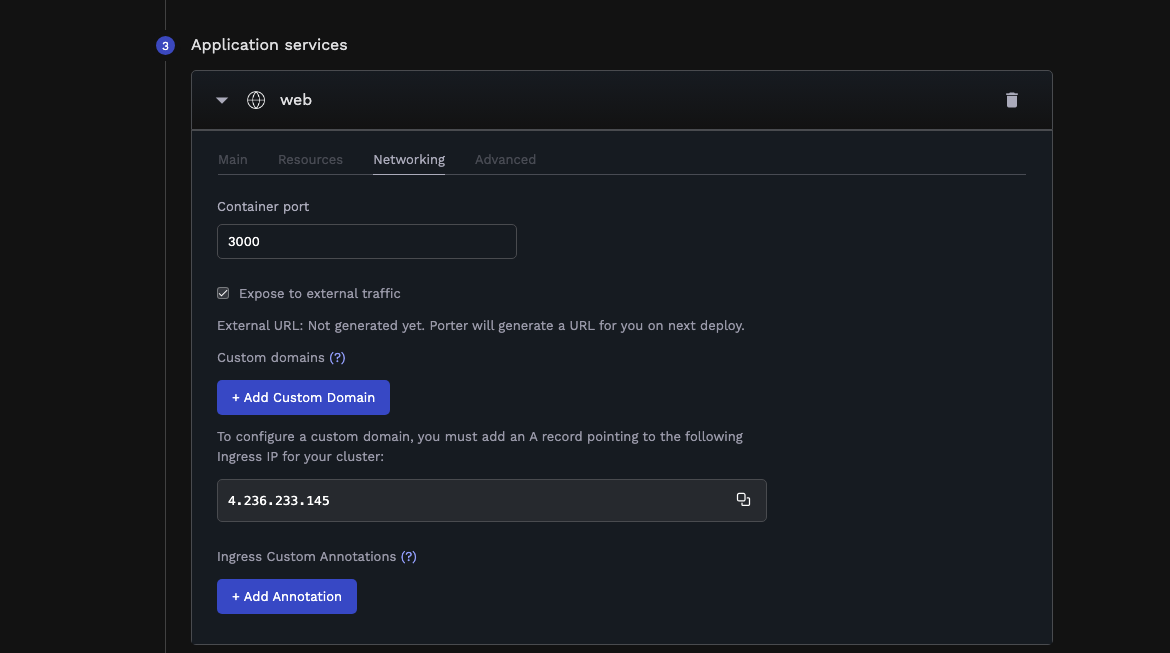 3 Application services
web
Main Resources Networking Advanced
Container port
3000
Expose to external traffic
External URL: Not generated yet. Porter will generate a URL for you on next deploy.
Custom domains (?)
+ Add Custom Domain
To configure a custom domain, you must add an A record pointing to the following
Ingress IP for your cluster:
4.236.233.145
Ingress Custom Annotations (?)
+ Add Annotation